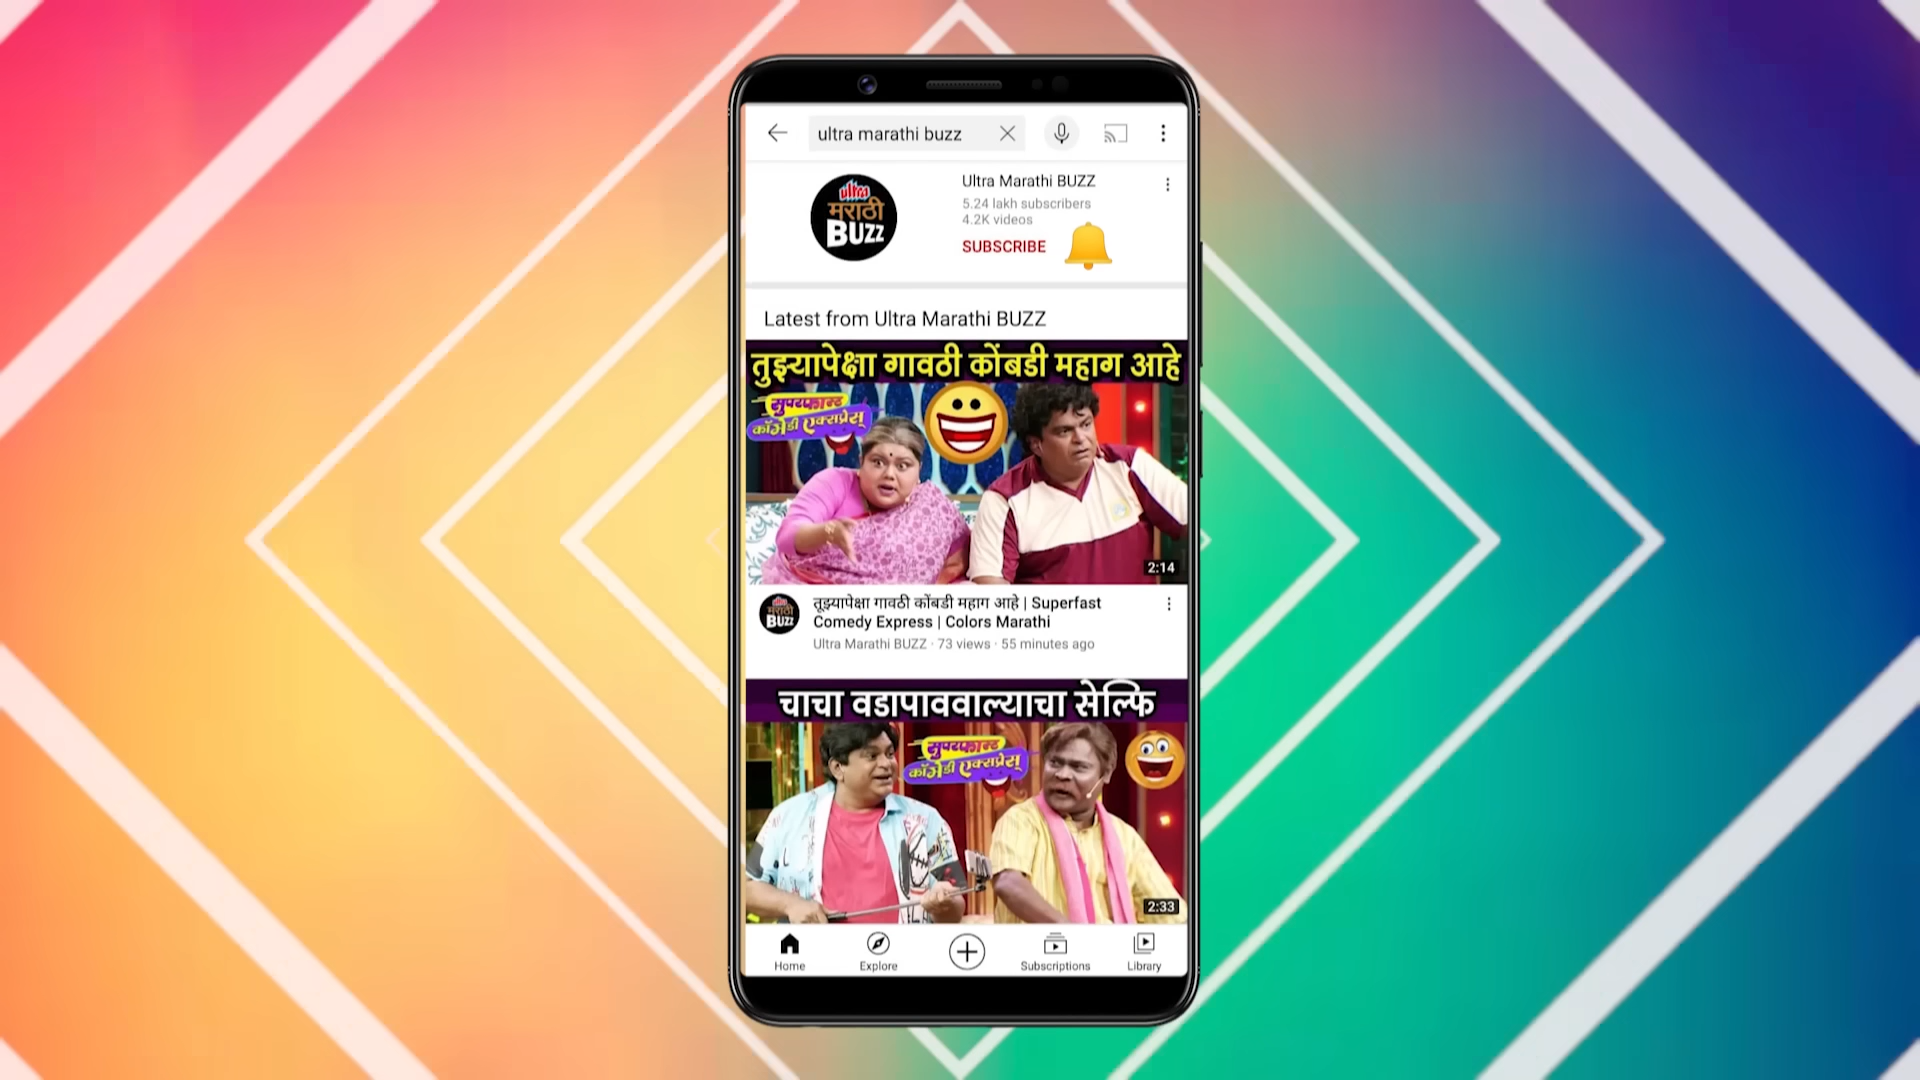 ultra marathi buzz
ultra
मराठी
BUZZ
Ultra Marathi BUZZ
5.24 lakh subscribers
4.2K videos
SUBSCRIBE
Latest from Ultra Marathi BUZZ
तुझ्यापेक्षा गावठी कोंबडी महाग आहे
सुपरफास्ट
कॉमेडी एक्सप्रेस्
2:14
ultra
मराठी
BUZZ
तूझ्यापेक्षा गावठी कोंबडी महाग आहे | Superfast
Comedy Express | Colors Marathi
Ultra Marathi BUZZ · 73 views · 55 minutes ago
चाचा वडापाववाल्याचा सेल्फि
सुपरफास्ट
कॉमेडी एक्सप्रेस्
2:33
Home
Explore
Subscriptions
Library